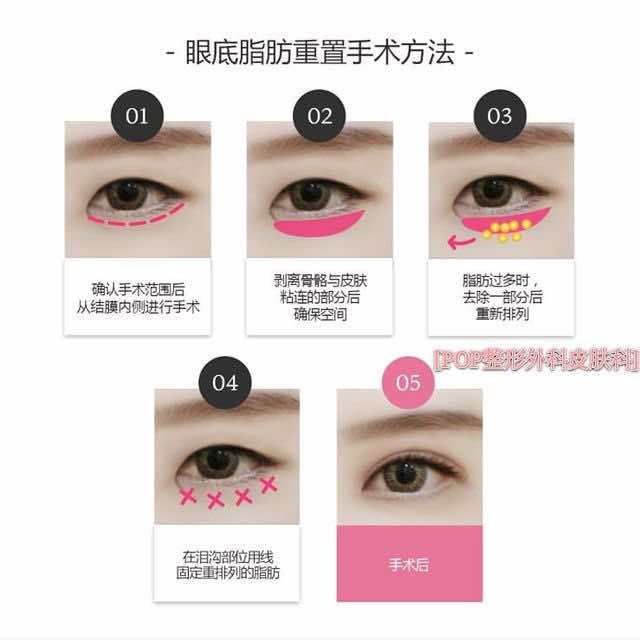 - 眼底脂肪重置手术方法 -
01
02
03
确认手术范围后
从结膜内侧进行手术
剥离骨骼与皮肤
粘连的部分后
确保空间
脂肪过多时，
去除一部分后
重新排列
[POP整形外科皮肤科]
04
05
在泪沟部位用线
固定重排列的脂肪
手术后